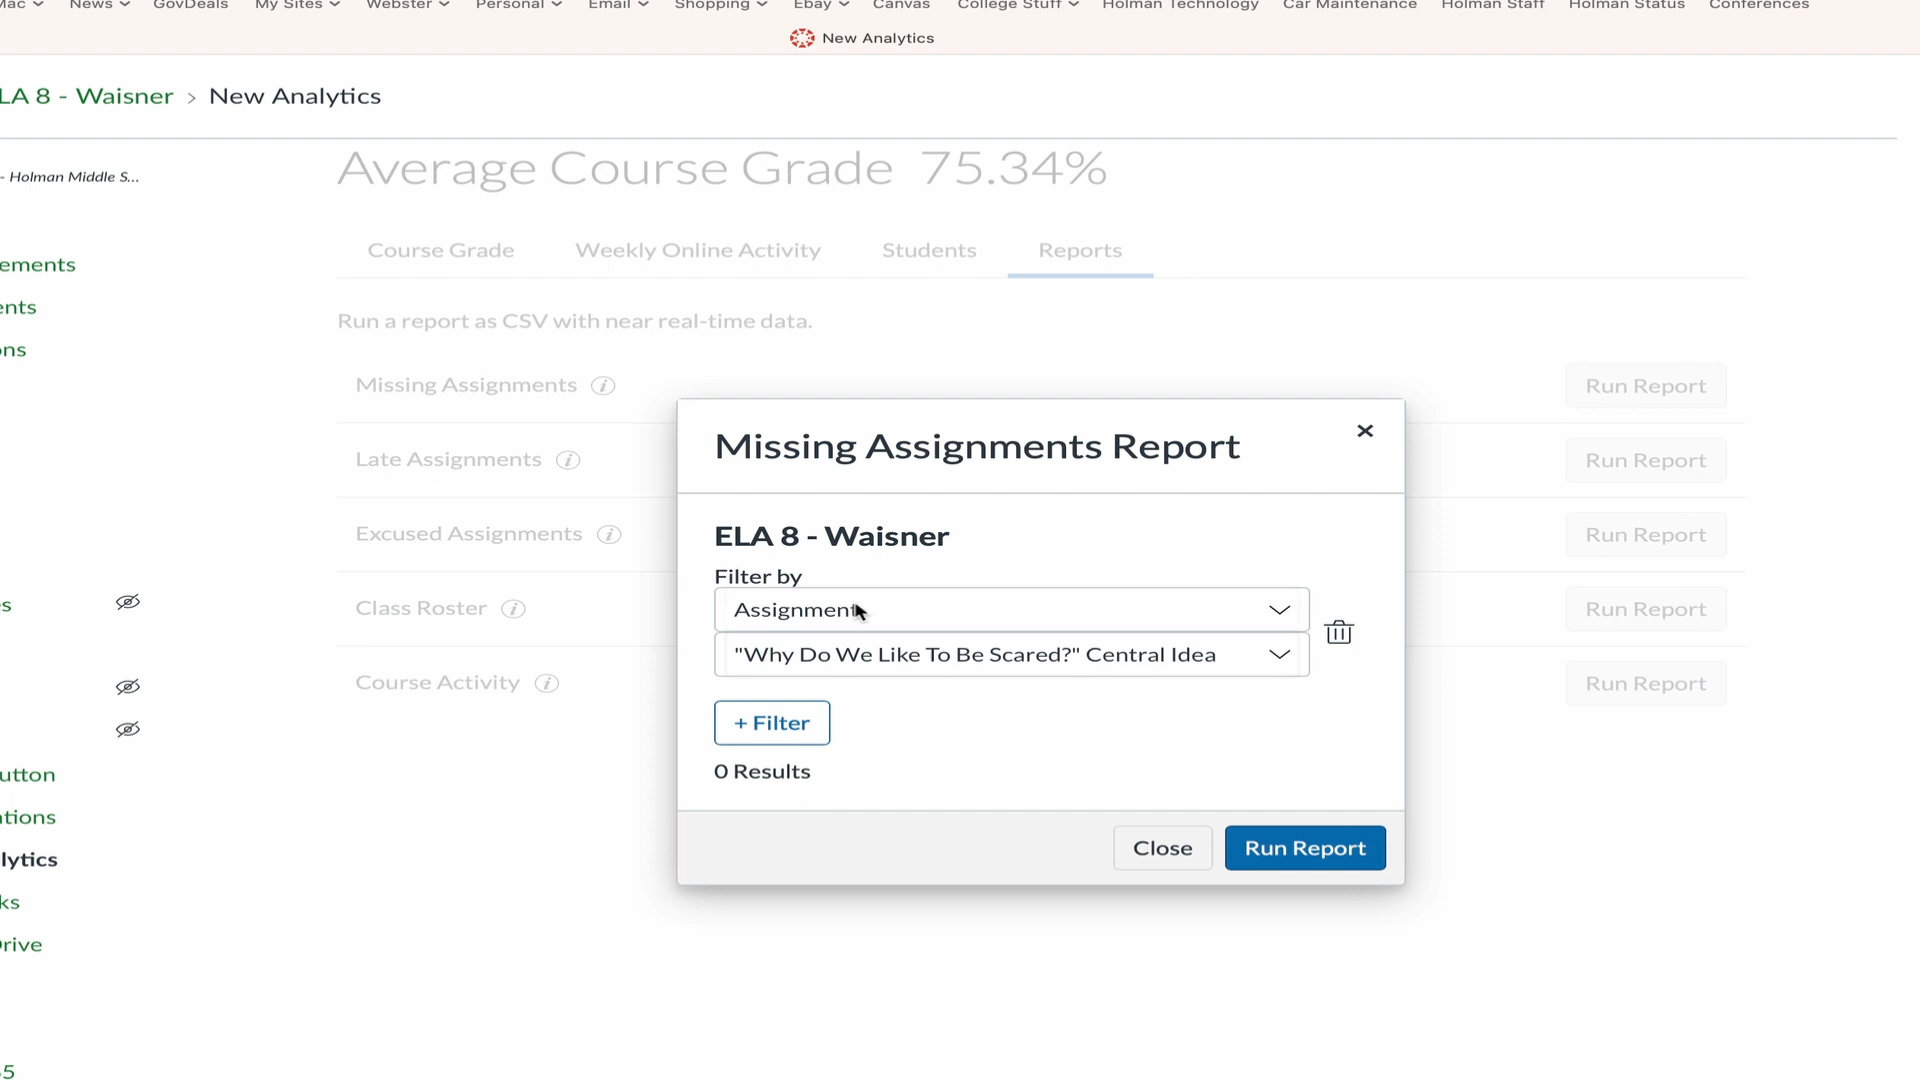 Mac News GovDeals My Sites Webster Personal Email Shopping Ebay Canvas College Stuff Holman Technology Car Maintenance Holman Staff Holman Status Conferences
New Analytics
LA 8 - Waisner > New Analytics
- Holman Middle S...
Average Course Grade 75.34%
Course Grade Weekly Online Activity Students Reports
ements
ents
ons
s
utton
ations
lytics
ks
Drive
55
Run a report as CSV with near real-time data.
Missing Assignments i Run Report
Late Assignments i Run Report
Excused Assignments i Run Report
Class Roster i Run Report
Course Activity i Run Report
Missing Assignments Report
ELA 8 - Waisner
Filter by
Assignment
"Why Do We Like To Be Scared?" Central Idea
+ Filter
0 Results
Close Run Report